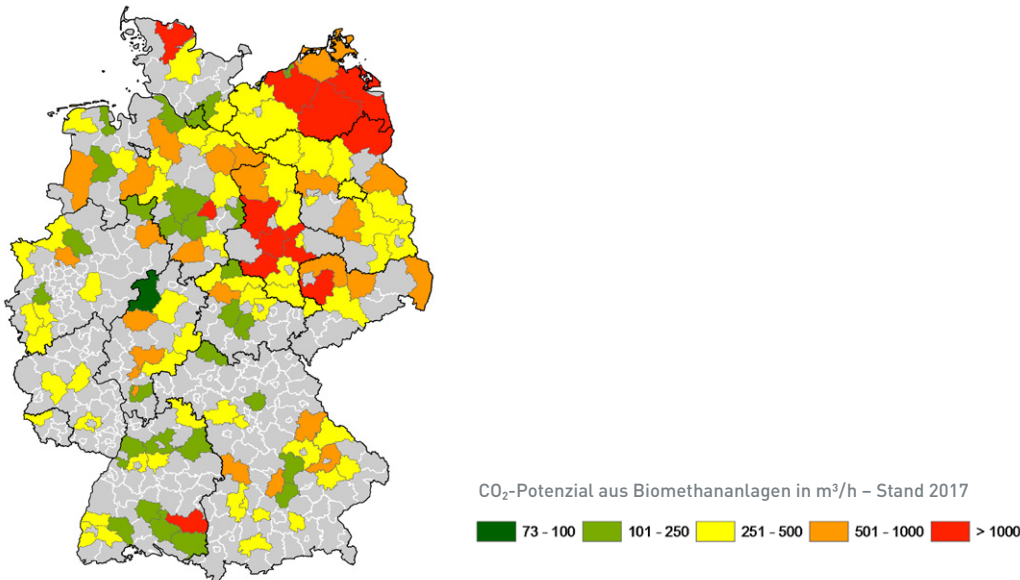 CO₂-Potenzial aus Biomethananlagen in m³/h – Stand 2017
73 - 100 101 - 250 251 - 500 501 - 1000 > 1000